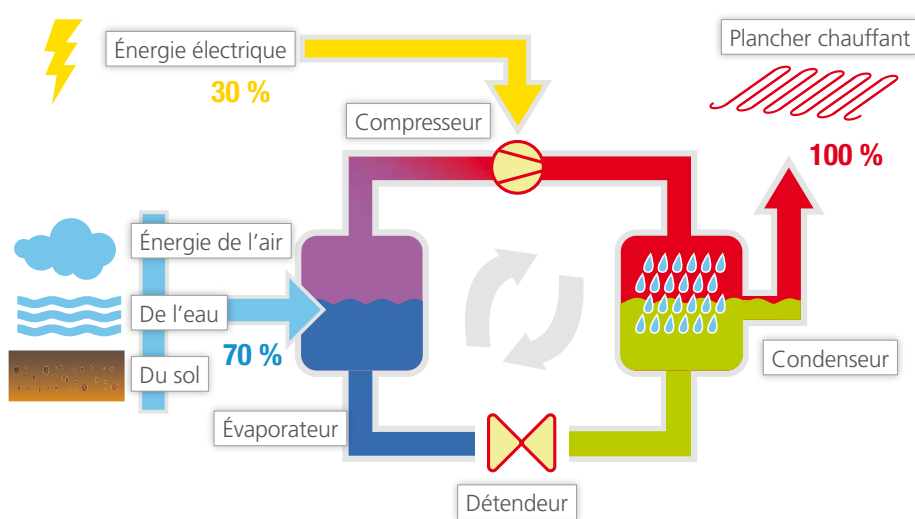 Énergie électrique
30 %
Plancher chauffant
100 %
Compresseur
Énergie de l’air
De l’eau
70 %
Du sol
Condenseur
Évaporateur
Détendeur